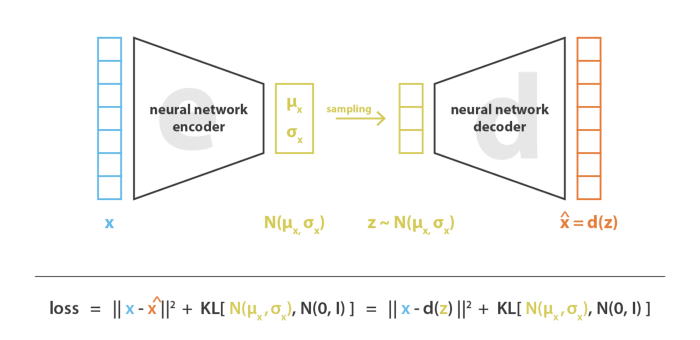 e
neural network
encoder
μₓ
σₓ
sampling
d
neural network
decoder
x
N(μₓ, σₓ)
z ~ N(μₓ, σₓ)
x̂ = d(z)
loss = || x - x̂ ||² + KL[ N(μₓ, σₓ), N(0, I) ] = || x - d(z) ||² + KL[ N(μₓ, σₓ), N(0, I) ]